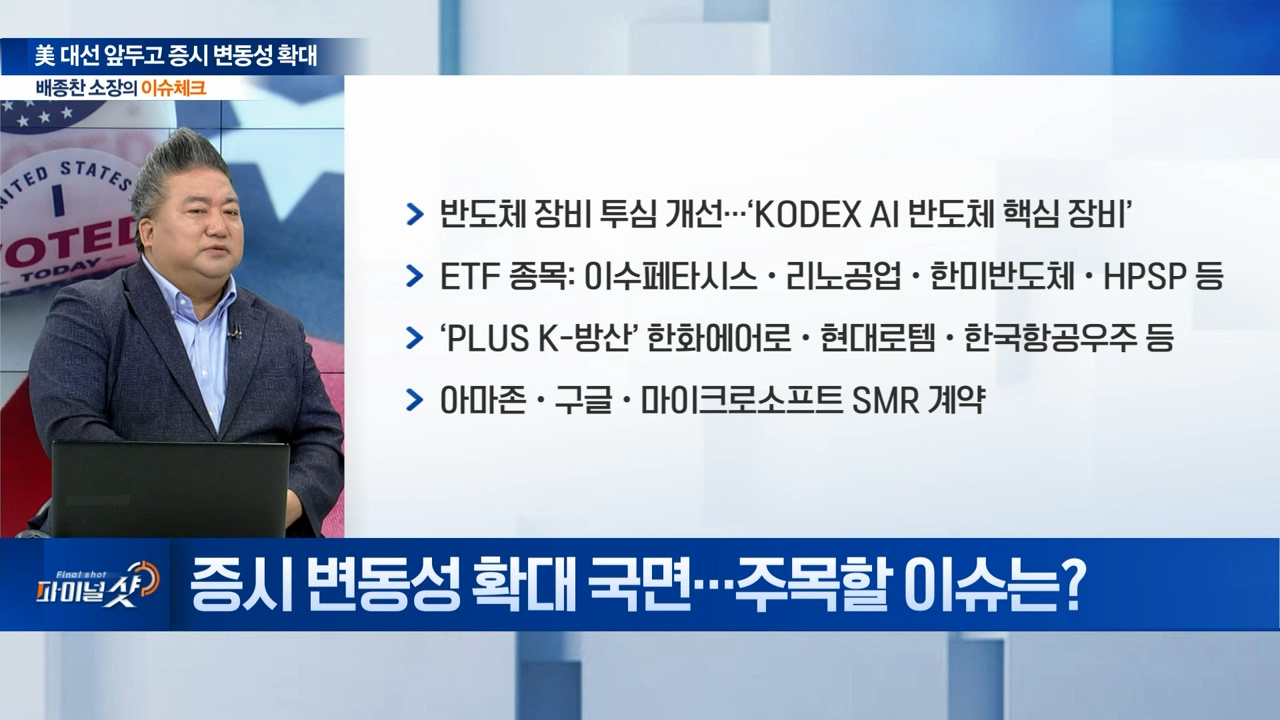 美 대선 앞두고 증시 변동성 확대
배종찬 소장의 이슈체크
UNITED STATES
I
VOTED
TODAY
반도체 장비 투심 개선…‘KODEX AI 반도체 핵심 장비’
ETF 종목: 이수페타시스·리노공업·한미반도체·HPSP 등
‘PLUS K-방산’ 한화에어로·현대로템·한국항공우주 등
아마존·구글·마이크로소프트 SMR 계약
Final shot
파이널샷
증시 변동성 확대 국면…주목할 이슈는?